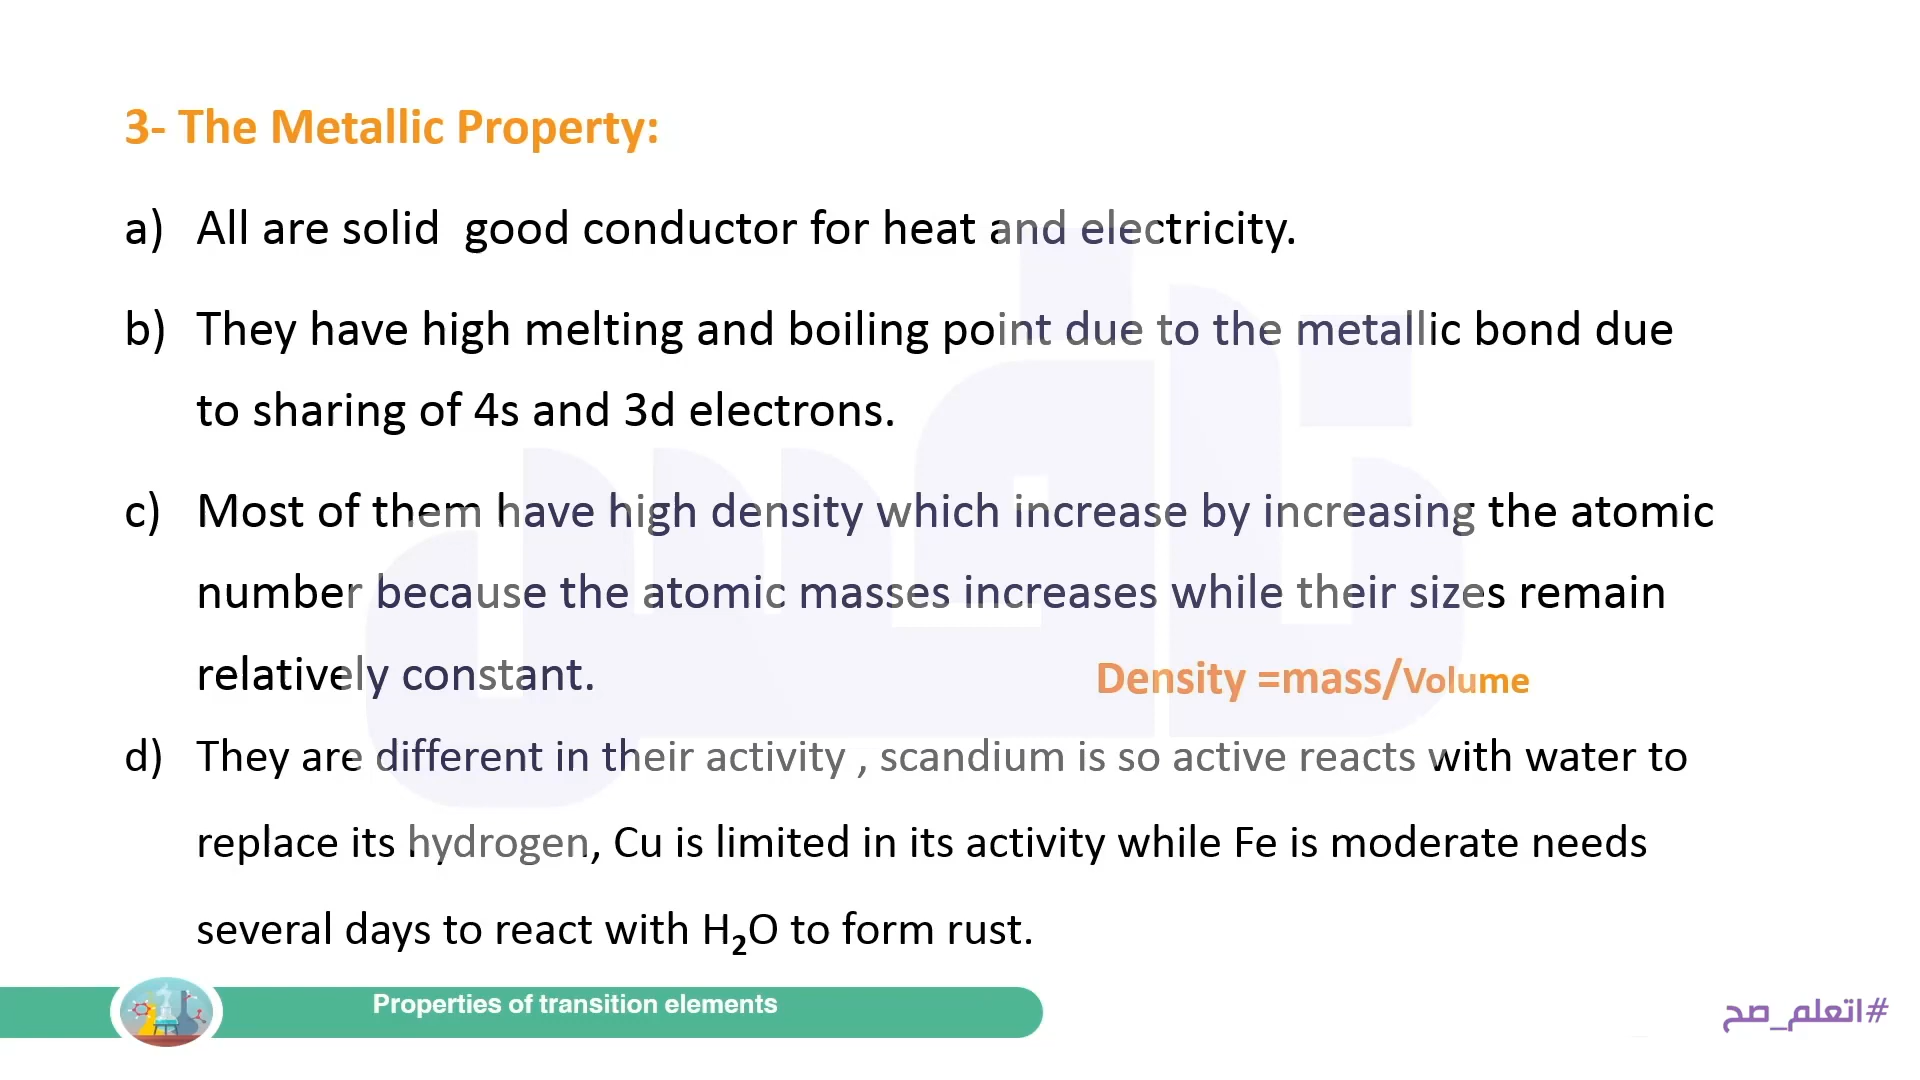 3- The Metallic Property:
a) All are solid good conductor for heat and electricity.
b) They have high melting and boiling point due to the metallic bond due
to sharing of 4s and 3d electrons.
c) Most of them have high density which increase by increasing the atomic
number because the atomic masses increases while their sizes remain
relatively constant.
Density =mass/Volume
d) They are different in their activity , scandium is so active reacts with water to
replace its hydrogen, Cu is limited in its activity while Fe is moderate needs
several days to react with H₂O to form rust.
Properties of transition elements
#اتعلم_صح